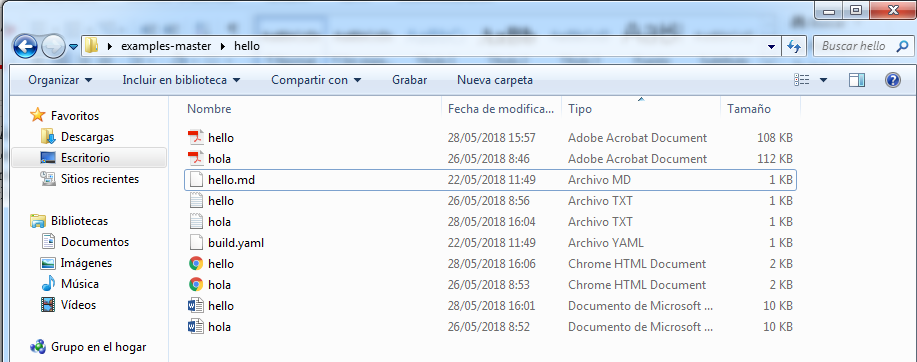 examples-master hello
Buscar hello
Organizar Incluir en biblioteca Compartir con Grabar Nueva carpeta
Favoritos
Descargas
Escritorio
Sitios recientes
Bibliotecas
Documentos
Imágenes
Música
Vídeos
Grupo en el hogar
Nombre Fecha de modifica... Tipo Tamaño
hello 28/05/2018 15:57 Adobe Acrobat Document 108 KB
hola 26/05/2018 8:46 Adobe Acrobat Document 112 KB
hello.md 22/05/2018 11:49 Archivo MD 1 KB
hello 26/05/2018 8:56 Archivo TXT 1 KB
hola 28/05/2018 16:04 Archivo TXT 1 KB
build.yaml 22/05/2018 11:49 Archivo YAML 1 KB
hello 28/05/2018 16:06 Chrome HTML Document 2 KB
hola 26/05/2018 8:53 Chrome HTML Document 2 KB
hello 28/05/2018 16:01 Documento de Microsoft ... 10 KB
hola 26/05/2018 8:52 Documento de Microsoft ... 10 KB